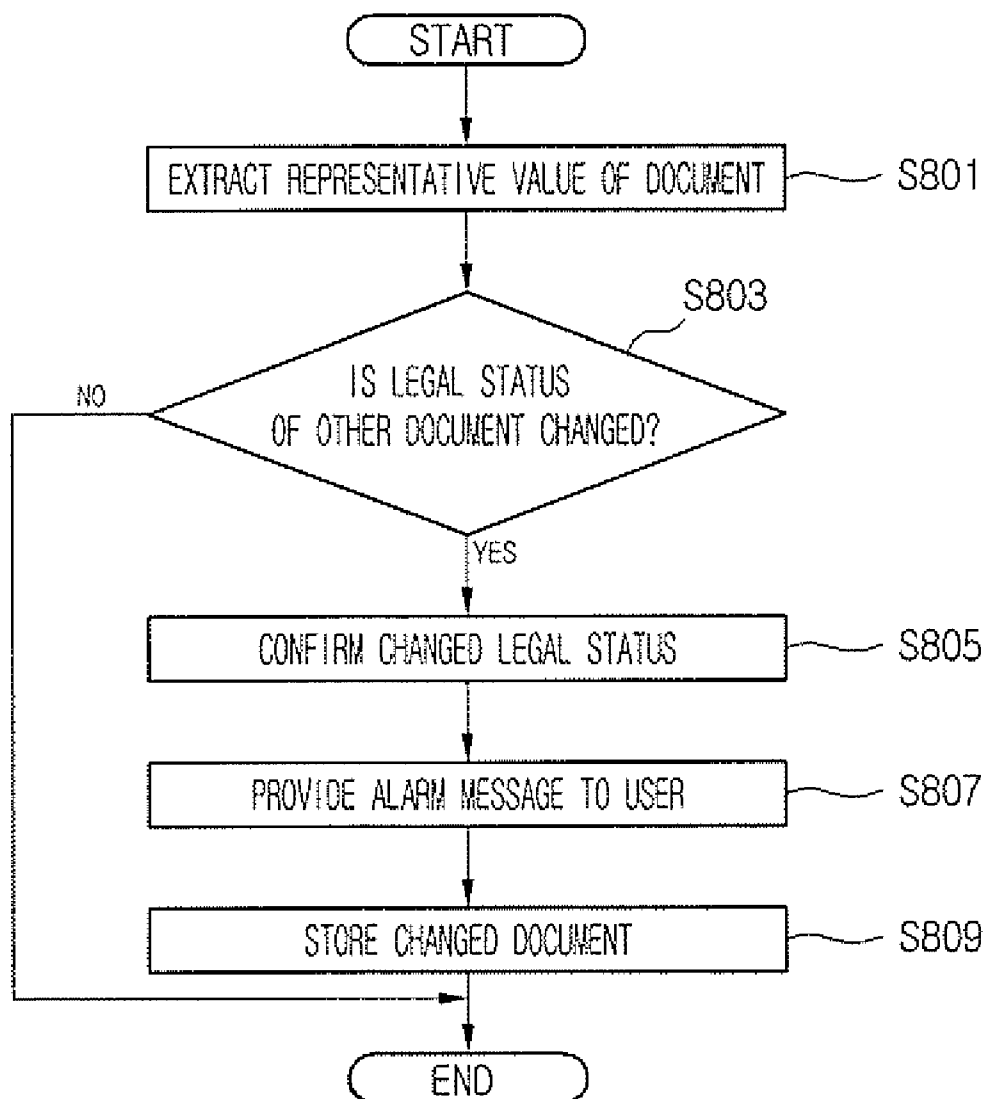 START
EXTRACT REPRESENTATIVE VALUE OF DOCUMENT
S801
S803
IS LEGAL STATUS
OF OTHER DOCUMENT CHANGED?
NO
YES
CONFIRM CHANGED LEGAL STATUS
S805
PROVIDE ALARM MESSAGE TO USER
S807
STORE CHANGED DOCUMENT
S809
END